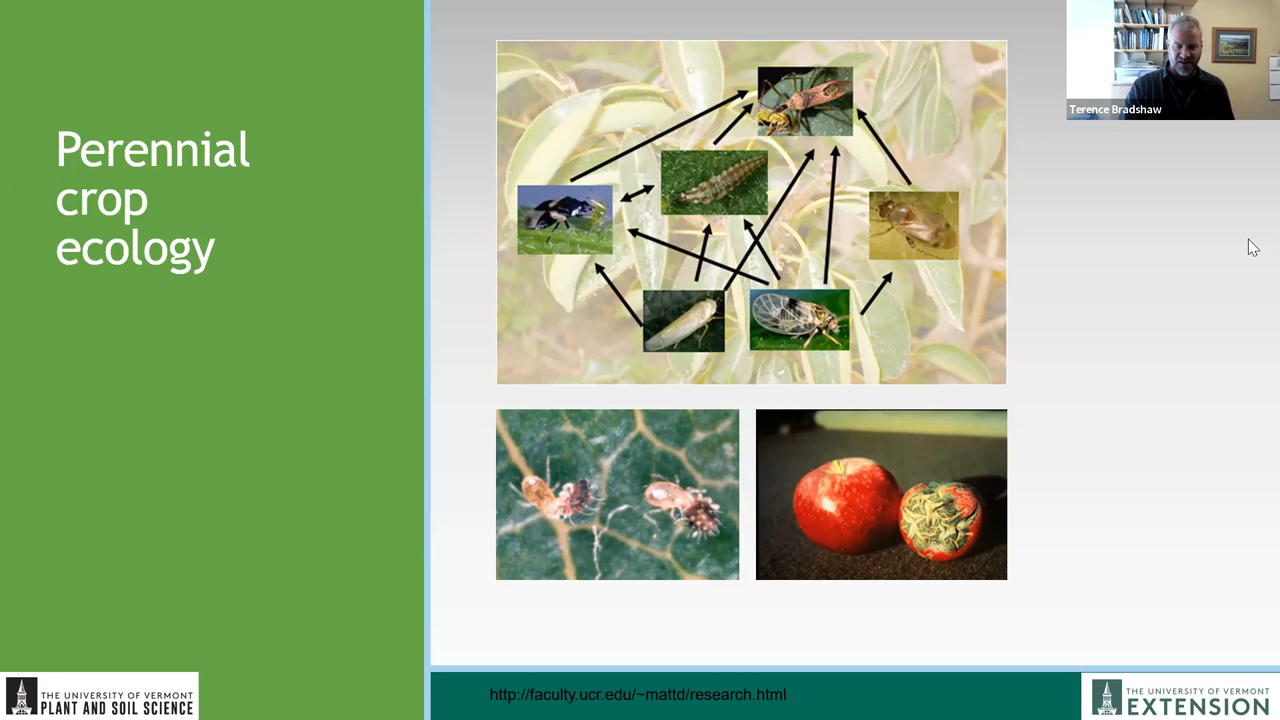 Perennial
crop
ecology
Terence Bradshaw
http://faculty.ucr.edu/~mattd/research.html
THE UNIVERSITY OF VERMONT
PLANT AND SOIL SCIENCE
THE UNIVERSITY OF VERMONT
EXTENSION